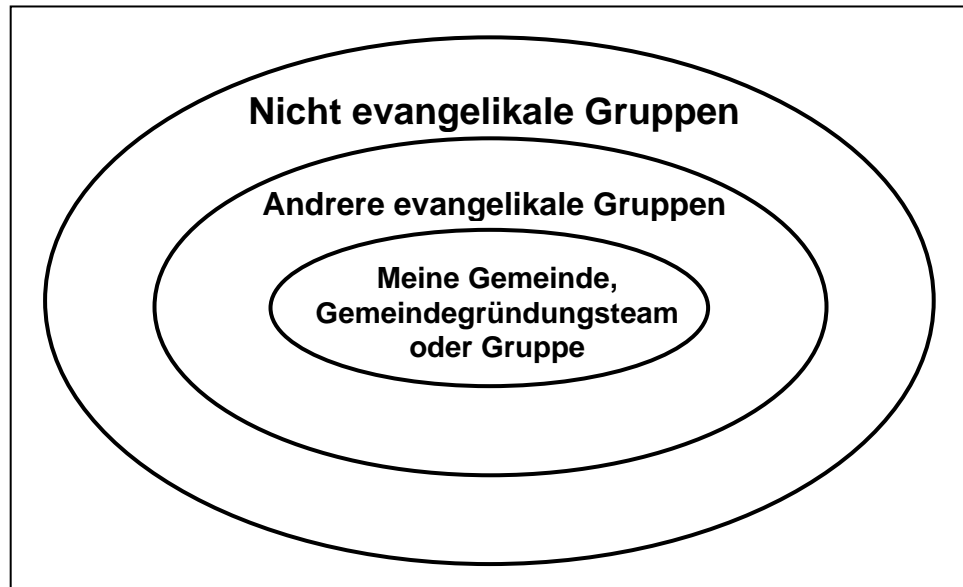 Nicht evangelikale Gruppen
Andrere evangelikale Gruppen
Meine Gemeinde,
Gemeindegründungsteam
oder Gruppe